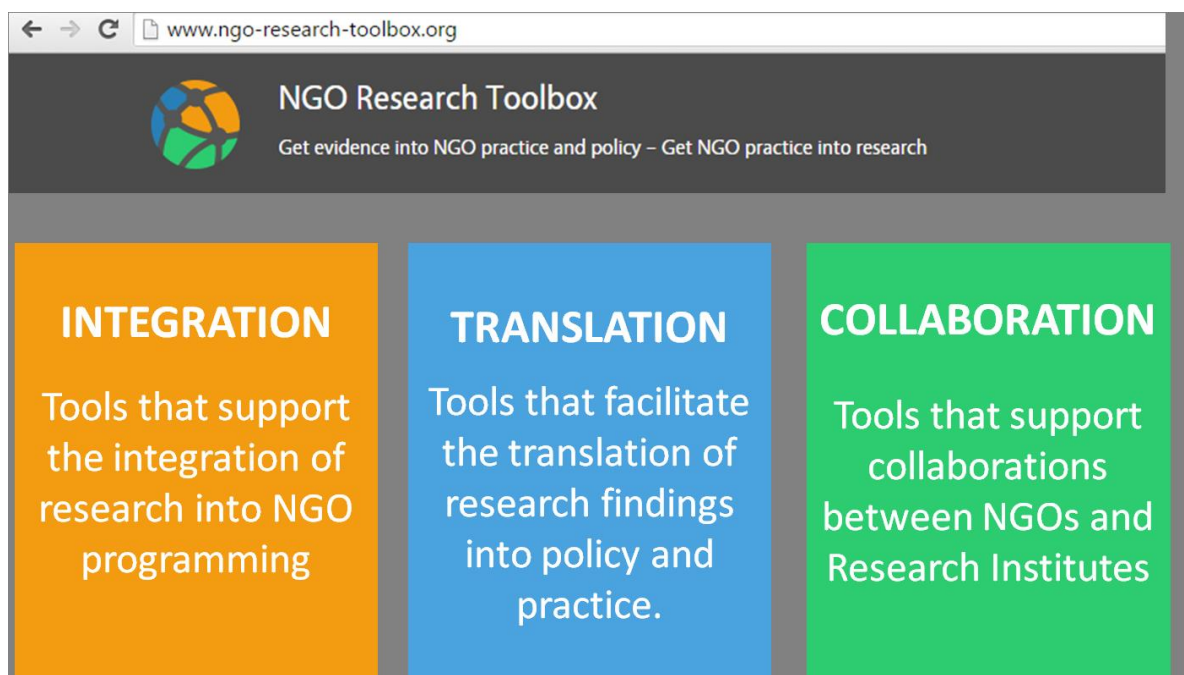 www.ngo-research-toolbox.org
NGO Research Toolbox
Get evidence into NGO practice and policy – Get NGO practice into research
INTEGRATION
Tools that support
the integration of
research into NGO
programming
TRANSLATION
Tools that facilitate
the translation of
research findings
into policy and
practice.
COLLABORATION
Tools that support
collaborations
between NGOs and
Research Institutes